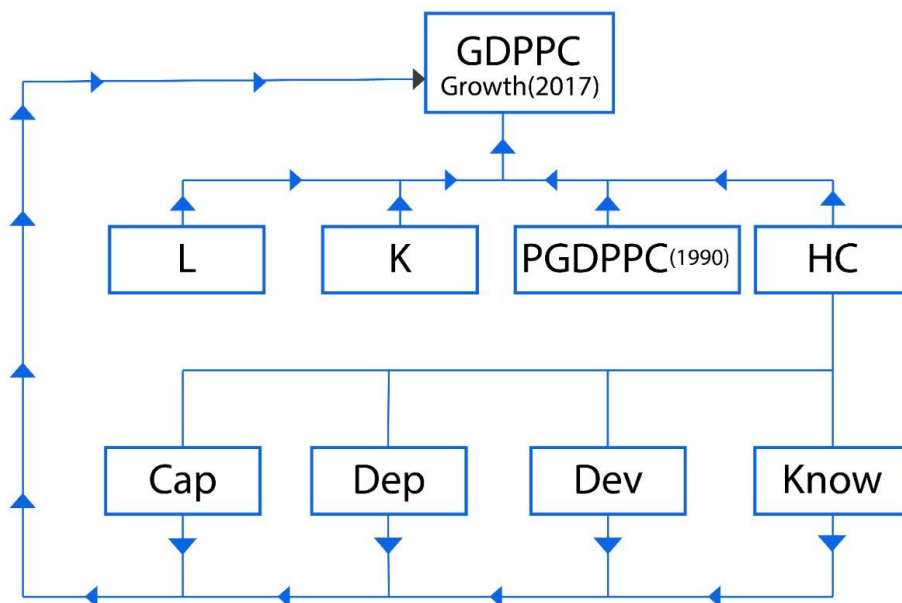 GDPPC
Growth(2017)
L
K
PGDPPC(1990)
HC
Cap
Dep
Dev
Know